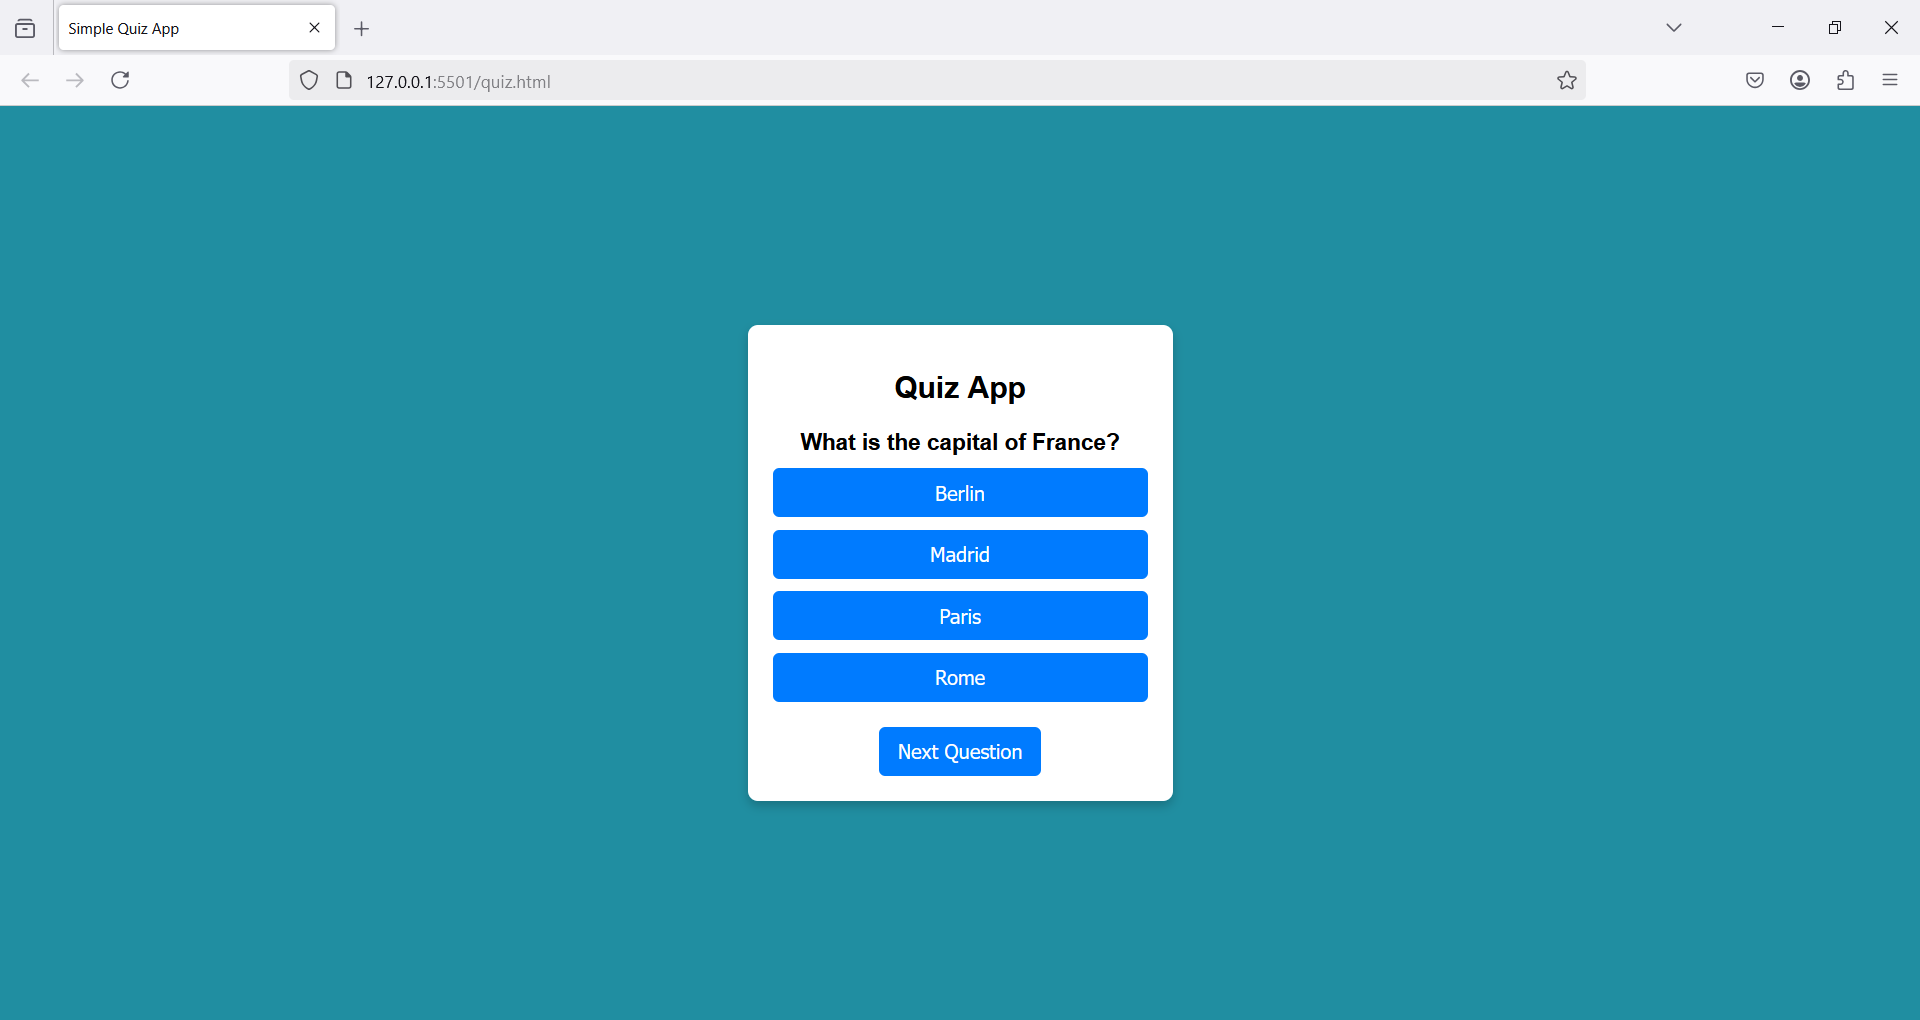 Simple Quiz App
127.0.0.1:5501/quiz.html
Quiz App
What is the capital of France?
Berlin
Madrid
Paris
Rome
Next Question